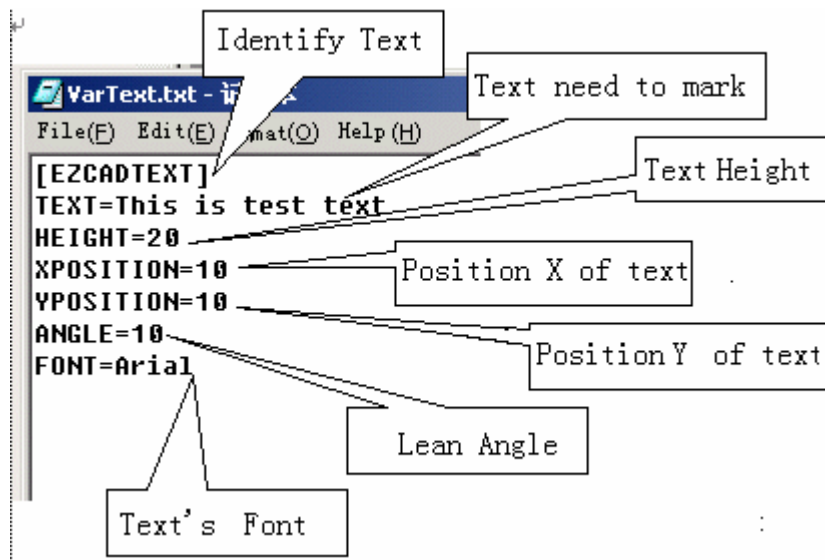 Identify Text
VarText.txt - 记
Text need to mark
File(F) Edit(E) mat(O) Help(H)
[EZCADTEXT]
Text Height
TEXT=This is test text
HEIGHT=20
XPOSITION=10
Position X of text
YPOSITION=10
ANGLE=10
Position Y of text
FONT=Arial
Lean Angle
Text's Font